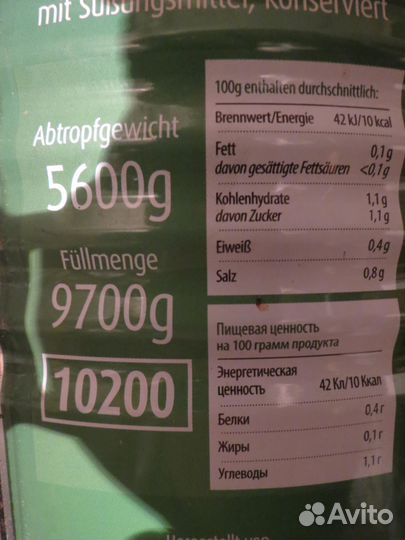 mit Süßungsmittel, konserviert
Abtropfgewicht
5600g
Füllmenge
9700g
10200
100g enthalten durchschnittlich:
Brennwert/Energie 42 kJ/10 kcal
Fett 0,1g
davon gesättigte Fettsäuren <0,1g
Kohlenhydrate 1,1g
davon Zucker 1,1g
Eiweiß 0,4g
Salz 0,8g
Пищевая ценность
на 100 грамм продукта
Энергетическая
ценность 42 Кл/10 Ккал
Белки 0,4г
Жиры 0,1г
Углеводы 1,1г
Hergestellt von
Avito